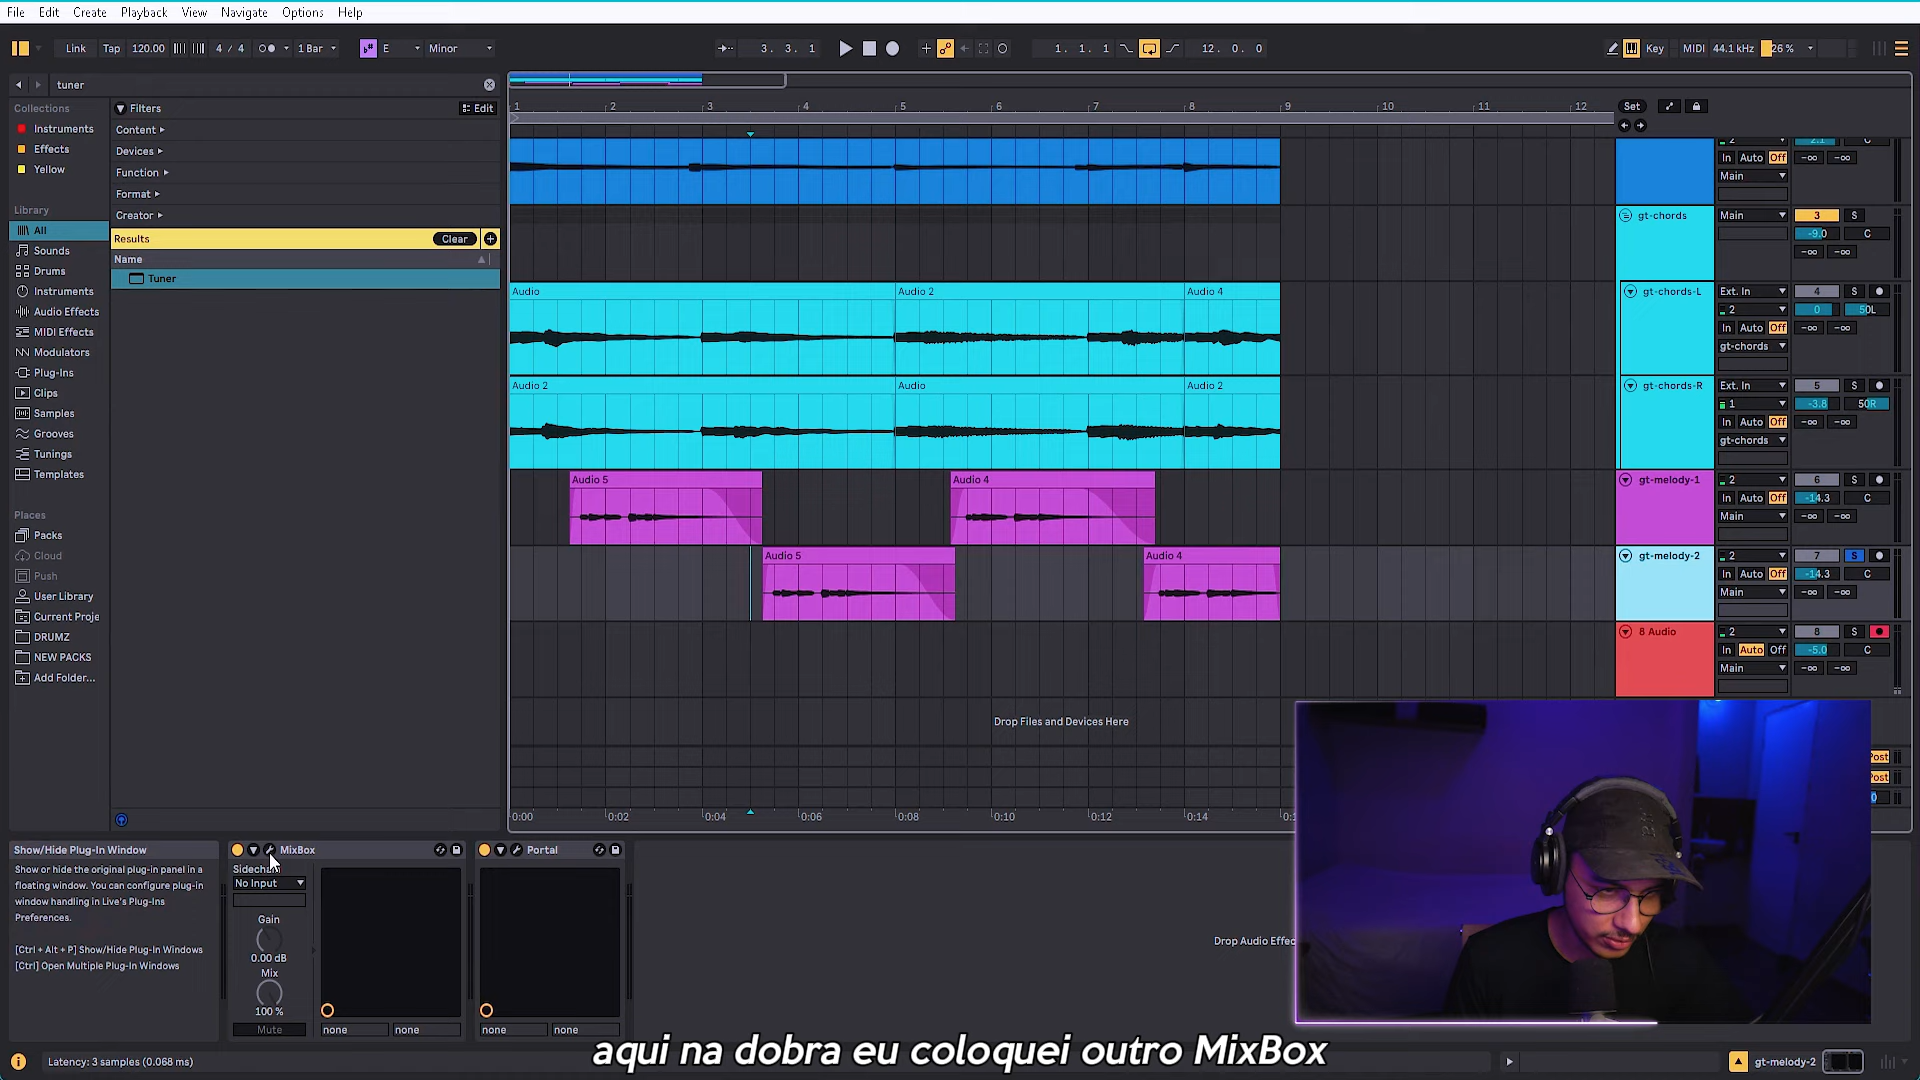 File Edit Create Playback View Navigate Options Help
Link Tap 120.00 4 / 4 1 Bar E Minor 3. 3. 1 1. 1. 1 12. 0. 0 Key MIDI 44.1 kHz 26 %
tuner
Collections
Instruments
Effects
Yellow
Library
All
Sounds
Drums
Instruments
Audio Effects
MIDI Effects
Modulators
Plug-Ins
Clips
Samples
Grooves
Tunings
Templates
Places
Packs
Cloud
Push
User Library
Current Proje
DRUMZ
NEW PACKS
Add Folder...
Filters Edit
Content
Devices
Function
Format
Creator
Results Clear
Name
Tuner
1 2 3 4 5 6 7 8 9 10 11 12 Set
In Auto Off
Main
gt-chords Main 3 S
-9.0 C
Audio Audio 2 Audio 4 gt-chords-L Ext. In 4 S
2 0 50L
In Auto Off
gt-chords
Audio 2 Audio Audio 2 gt-chords-R Ext. In 5 S
1 -3.8 50R
In Auto Off
gt-chords
Audio 5 Audio 4 gt-melody-1 2 6 S
In Auto Off -14.3 C
Main
Audio 5 Audio 4 gt-melody-2 2 7 S
In Auto Off -14.3 C
Main
8 Audio 2 8 S
In Auto Off -5.0 C
Main
Drop Files and Devices Here
Post
Post
0:00 0:02 0:04 0:06 0:08 0:10 0:12 0:14
Show/Hide Plug-In Window
Show or hide the original plug-in panel in a
floating window. You can configure plug-in
window handling in Live's Plug-Ins
Preferences.
[Ctrl + Alt + P] Show/Hide Plug-In Windows
[Ctrl] Open Multiple Plug-In Windows
MixBox
Sidechain
No Input
Gain
0.00 dB
Mix
100 %
Mute
none none
Portal
none none
Drop Audio Effec
aqui na dobra eu coloquei outro MixBox
Latency: 3 samples (0.068 ms)
gt-melody-2